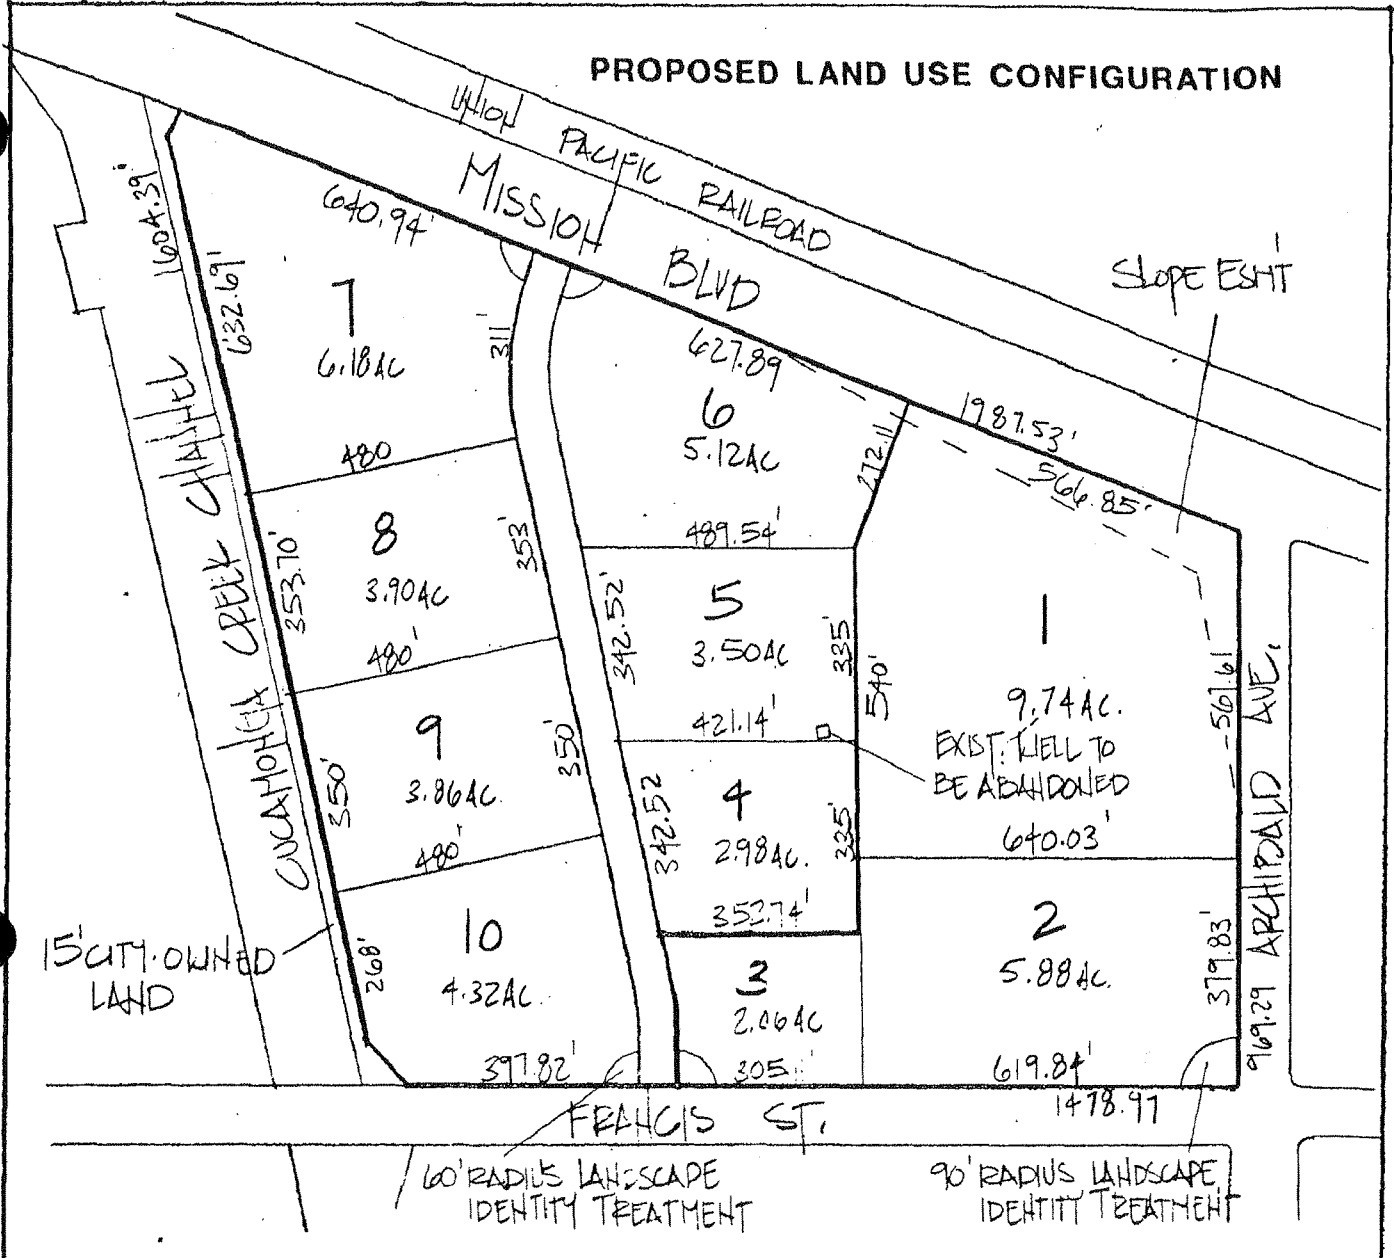 PROPOSED LAND USE CONFIGURATION
UNION PACIFIC RAILROAD
MISSION BLVD
SLOPE ESMT
1604.39'
640.94'
632.69'
7
6.18AC
311'
480
627.89
6
5.12AC
272.11
489.54'
1987.53'
566.85'
CUCAMONGA CREEK CHANNEL
8
3.90AC
353.70'
353'
480'
5
3.50AC
342.52'
335'
421.14'
540'
1
9.74AC.
561.61
EXIST. WELL TO
BE ABANDONED
640.03'
969.29 ARCHIBALD AVE.
9
3.86AC.
350'
350'
480'
4
2.98AC.
342.52
335'
352.74'
15' CITY-OWNED
LAND
10
4.32AC.
268'
397.82'
3
2.06AC
305
2
5.88AC.
379.83'
619.84'
1478.97
FRANCIS ST.
60' RADIUS LANDSCAPE
IDENTITY TREATMENT
90' RADIUS LANDSCAPE
IDENTITY TREATMENT